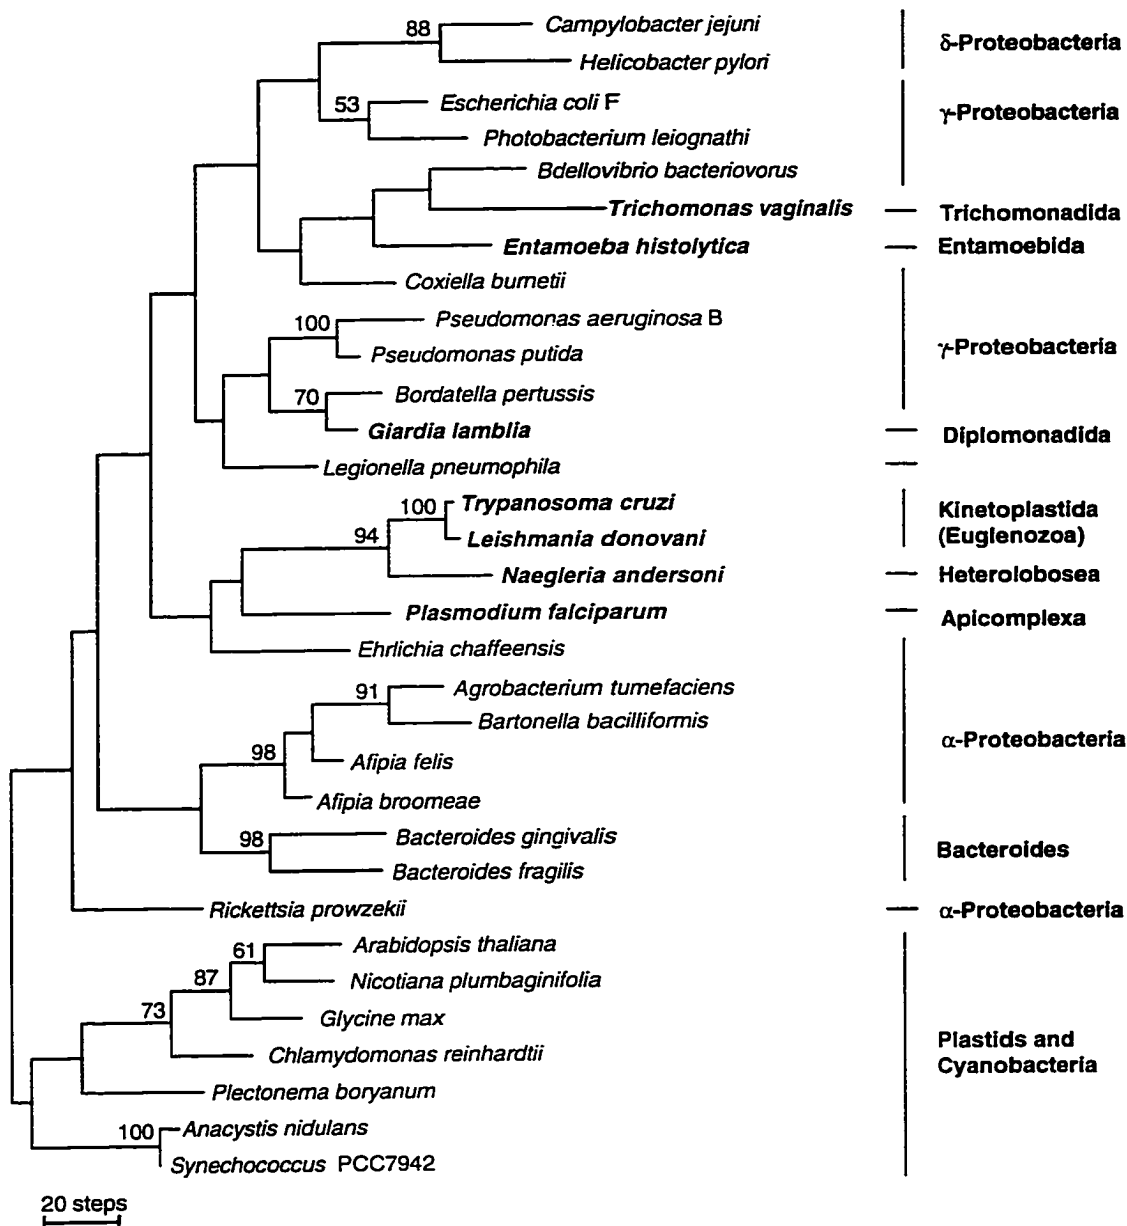 88
Campylobacter jejuni
Helicobacter pylori
δ-Proteobacteria
53
Escherichia coli F
Photobacterium leiognathi
γ-Proteobacteria
Bdellovibrio bacteriovorus
Trichomonas vaginalis
Trichomonadida
Entamoeba histolytica
Entamoebida
Coxiella burnetii
100
Pseudomonas aeruginosa B
Pseudomonas putida
γ-Proteobacteria
70
Bordatella pertussis
Giardia lamblia
Diplomonadida
Legionella pneumophila
100
Trypanosoma cruzi
Kinetoplastida
(Euglenozoa)
94
Leishmania donovani
Naegleria andersoni
Heterolobosea
Plasmodium falciparum
Apicomplexa
Ehrlichia chaffeensis
91
Agrobacterium tumefaciens
Bartonella bacilliformis
α-Proteobacteria
98
Afipia felis
Afipia broomeae
98
Bacteroides gingivalis
Bacteroides fragilis
Bacteroides
Rickettsia prowzekii
α-Proteobacteria
61
Arabidopsis thaliana
87
Nicotiana plumbaginifolia
73
Glycine max
Chlamydomonas reinhardtii
Plastids and
Cyanobacteria
Plectonema boryanum
100
Anacystis nidulans
Synechococcus PCC7942
20 steps